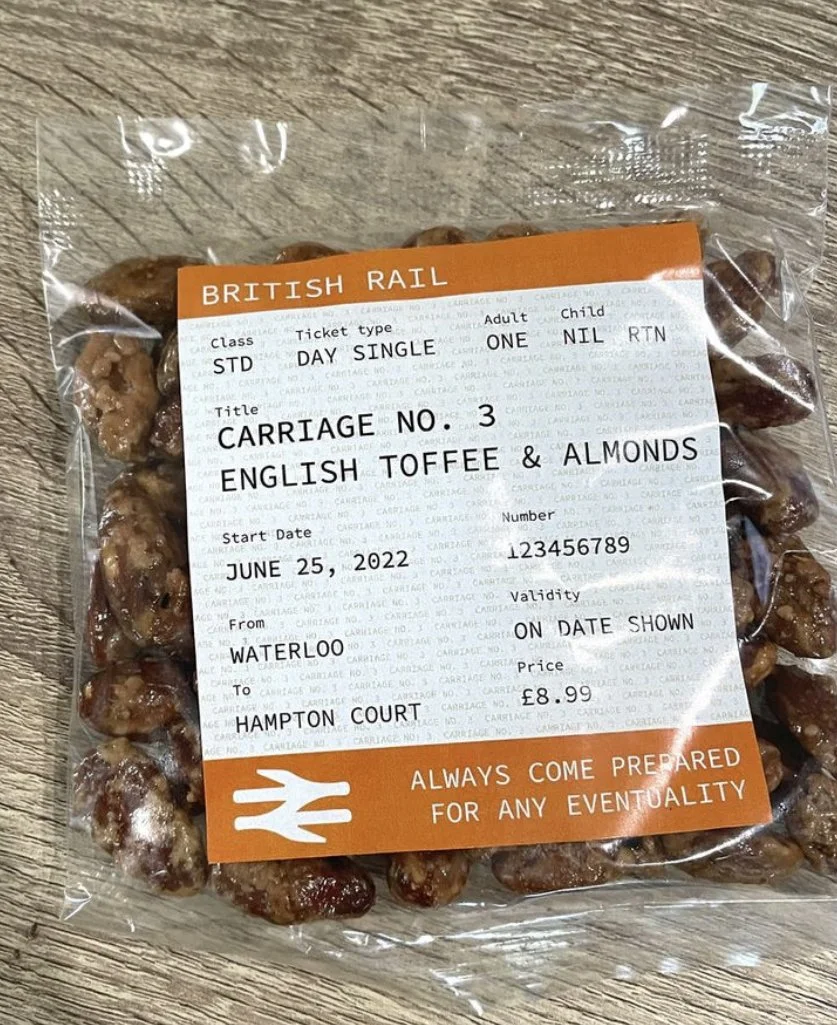 BRITISH RAIL
Class Ticket type Adult Child
STD DAY SINGLE ONE NIL RTN
Title
CARRIAGE NO. 3
ENGLISH TOFFEE & ALMONDS
Start Date Number
JUNE 25, 2022 123456789
From Validity
WATERLOO ON DATE SHOWN
To Price
HAMPTON COURT £8.99
ALWAYS COME PREPARED
FOR ANY EVENTUALITY